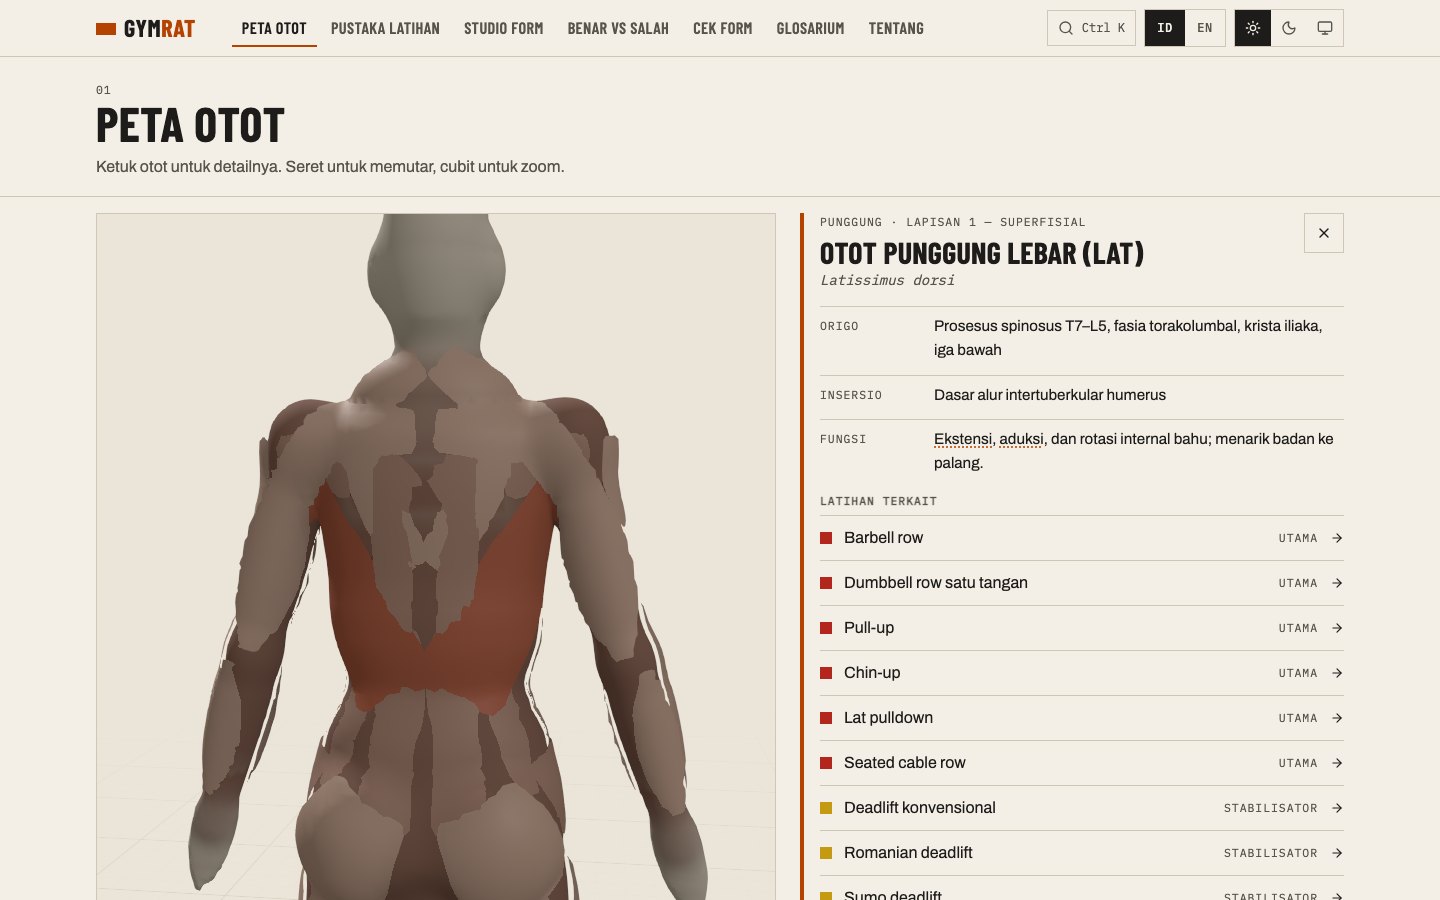 GYMRAT
PETA OTOT
PUSTAKA LATIHAN
STUDIO FORM
BENAR VS SALAH
CEK FORM
GLOSARIUM
TENTANG
Ctrl K
ID
EN
01
PETA OTOT
Ketuk otot untuk detailnya. Seret untuk memutar, cubit untuk zoom.
PUNGGUNG · LAPISAN 1 — SUPERFISIAL
OTOT PUNGGUNG LEBAR (LAT)
Latissimus dorsi
ORIGO
Prosesus spinosus T7–L5, fasia torakolumbal, krista iliaka,
iga bawah
INSERSIO
Dasar alur intertuberkular humerus
FUNGSI
Ekstensi, aduksi, dan rotasi internal bahu; menarik badan ke
palang.
LATIHAN TERKAIT
Barbell row UTAMA →
Dumbbell row satu tangan UTAMA →
Pull-up UTAMA →
Chin-up UTAMA →
Lat pulldown UTAMA →
Seated cable row UTAMA →
Deadlift konvensional STABILISATOR →
Romanian deadlift STABILISATOR →
Sumo deadlift STABILISATOR →